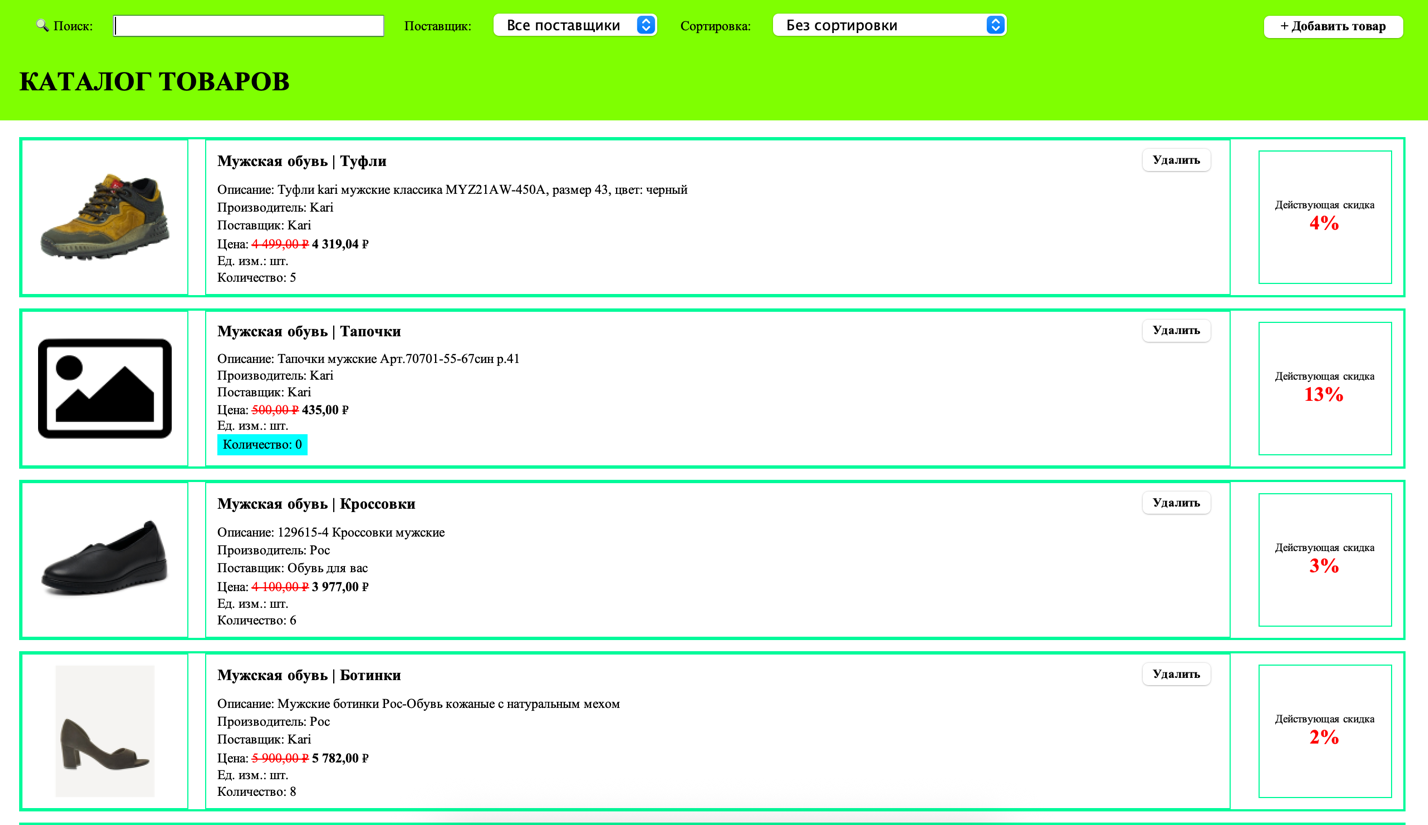 🔍 Поиск: Поставщик: Все поставщики Сортировка: Без сортировки + Добавить товар
КАТАЛОГ ТОВАРОВ
Мужская обувь | Туфли
Удалить
Описание: Туфли kari мужские классика MYZ21AW-450A, размер 43, цвет: черный
Производитель: Kari
Поставщик: Kari
Цена: 4 499,00 ₽ 4 319,04 ₽
Ед. изм.: шт.
Количество: 5
Действующая скидка
4%
Мужская обувь | Тапочки
Удалить
Описание: Тапочки мужские Арт.70701-55-67син р.41
Производитель: Kari
Поставщик: Kari
Цена: 500,00 ₽ 435,00 ₽
Ед. изм.: шт.
Количество: 0
Действующая скидка
13%
Мужская обувь | Кроссовки
Удалить
Описание: 129615-4 Кроссовки мужские
Производитель: Рос
Поставщик: Обувь для вас
Цена: 4 100,00 ₽ 3 977,00 ₽
Ед. изм.: шт.
Количество: 6
Действующая скидка
3%
Мужская обувь | Ботинки
Удалить
Описание: Мужские ботинки Рос-Обувь кожаные с натуральным мехом
Производитель: Рос
Поставщик: Kari
Цена: 5 900,00 ₽ 5 782,00 ₽
Ед. изм.: шт.
Количество: 8
Действующая скидка
2%